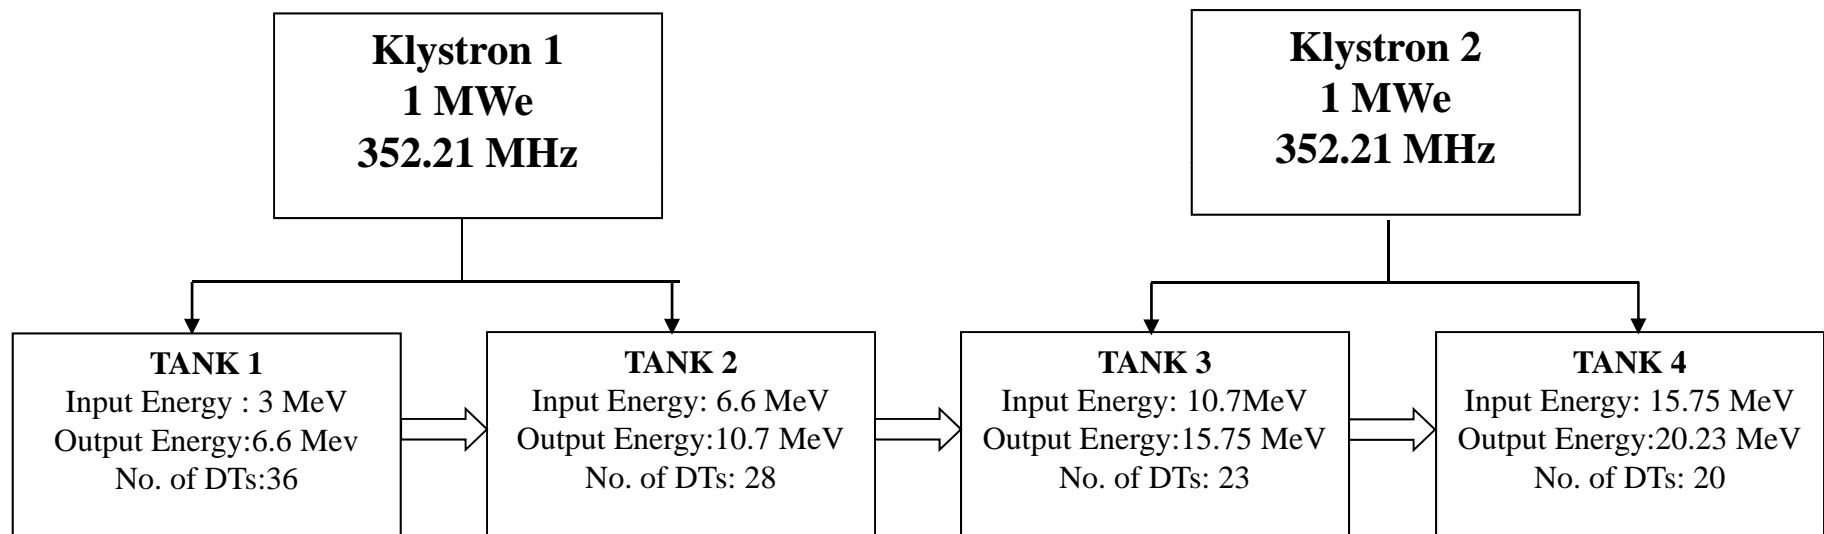 Klystron 1
1 MWe
352.21 MHz
Klystron 2
1 MWe
352.21 MHz
TANK 1
Input Energy : 3 MeV
Output Energy:6.6 Mev
No. of DTs:36
TANK 2
Input Energy: 6.6 MeV
Output Energy:10.7 MeV
No. of DTs: 28
TANK 3
Input Energy: 10.7MeV
Output Energy:15.75 MeV
No. of DTs: 23
TANK 4
Input Energy: 15.75 MeV
Output Energy:20.23 MeV
No. of DTs: 20